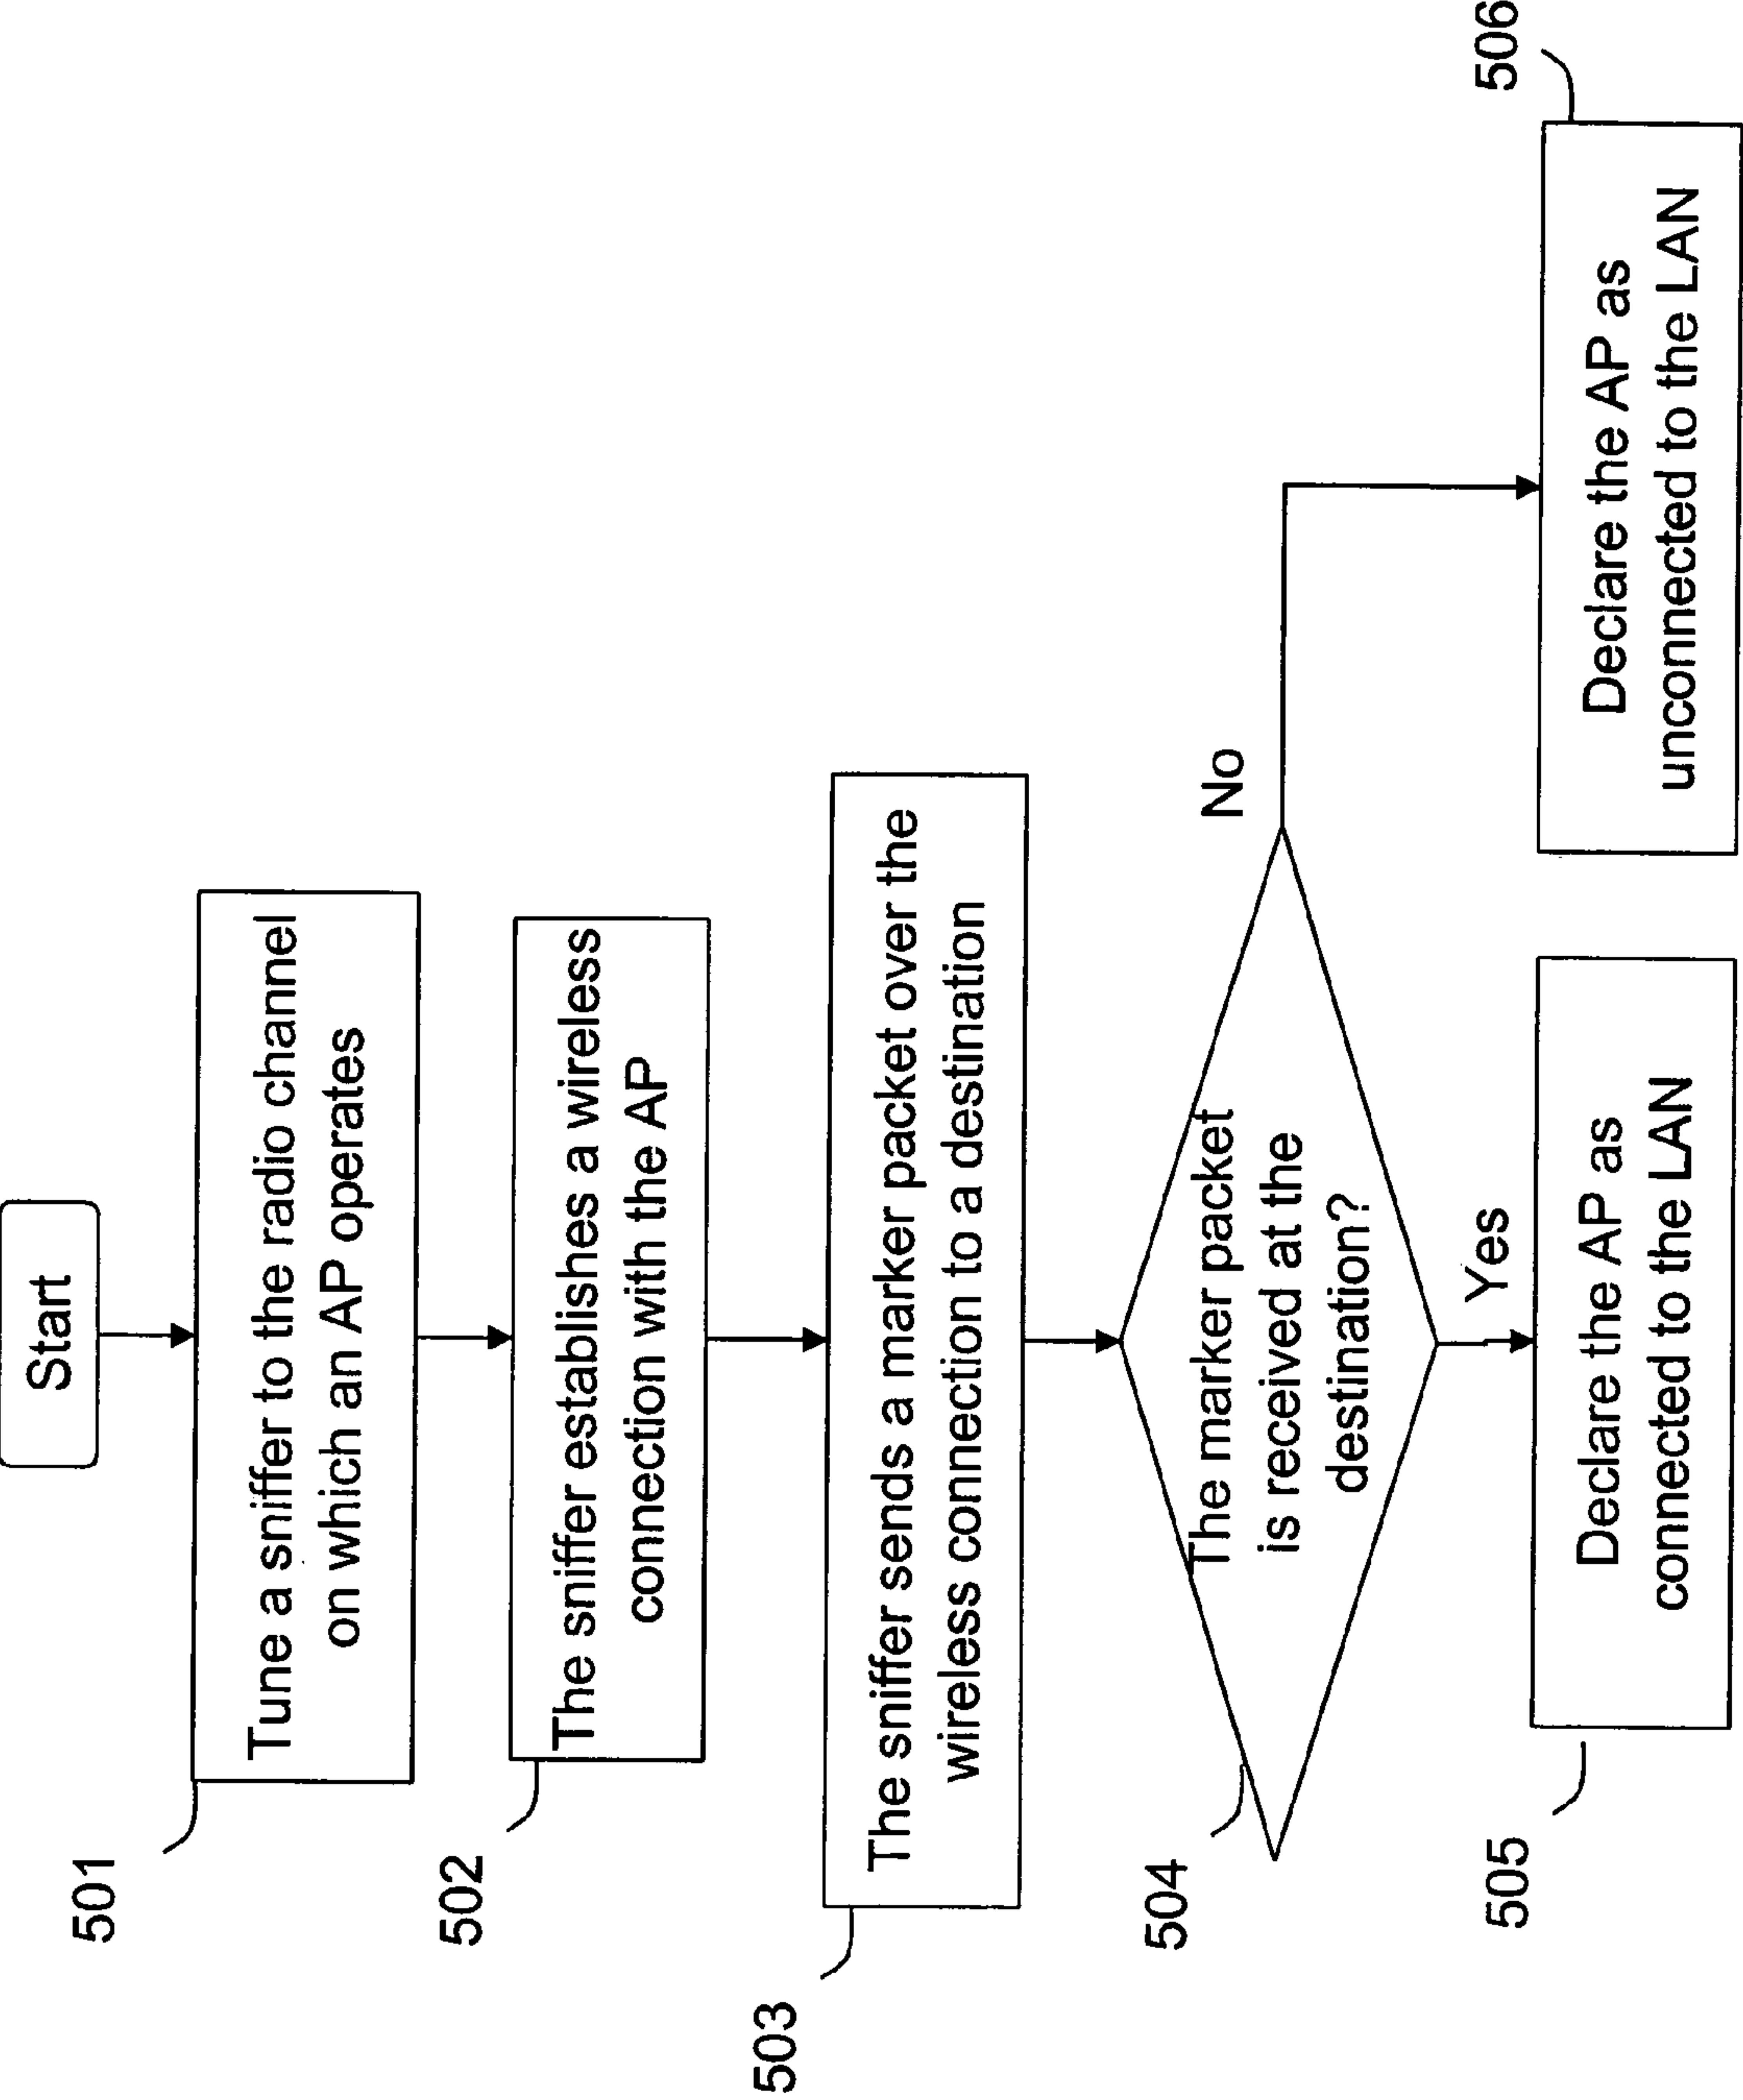 Start
501
Tune a sniffer to the radio channel
on which an AP operates
502
The sniffer establishes a wireless
connection with the AP
503
The sniffer sends a marker packet over the
wireless connection to a destination
504
The marker packet
is received at the
destination?
No
Yes
505
Declare the AP as
connected to the LAN
506
Declare the AP as
unconnected to the LAN